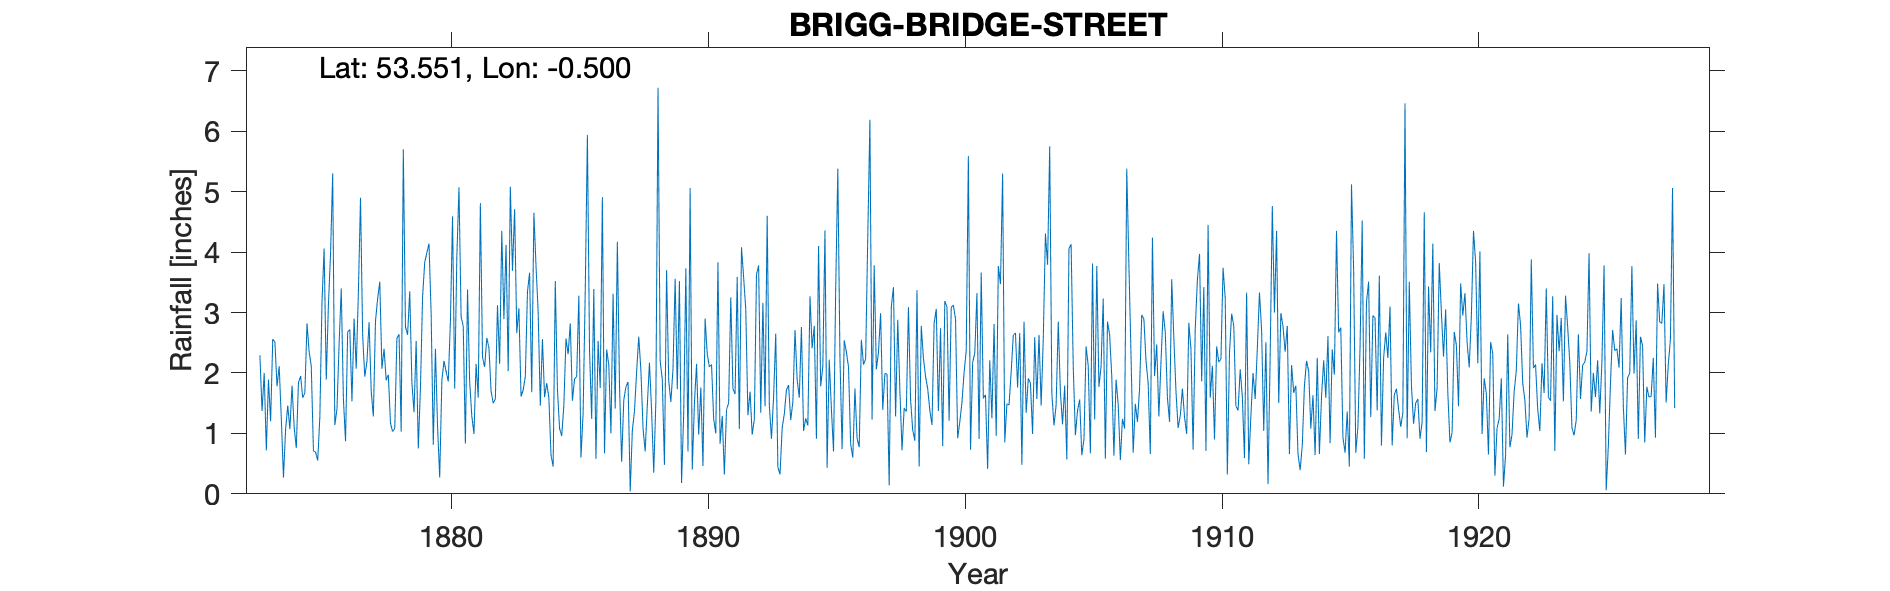 BRIGG-BRIDGE-STREET
Lat: 53.551, Lon: -0.500
7
6
5
4
3
2
1
0
Rainfall [inches]
1880 1890 1900 1910 1920
Year